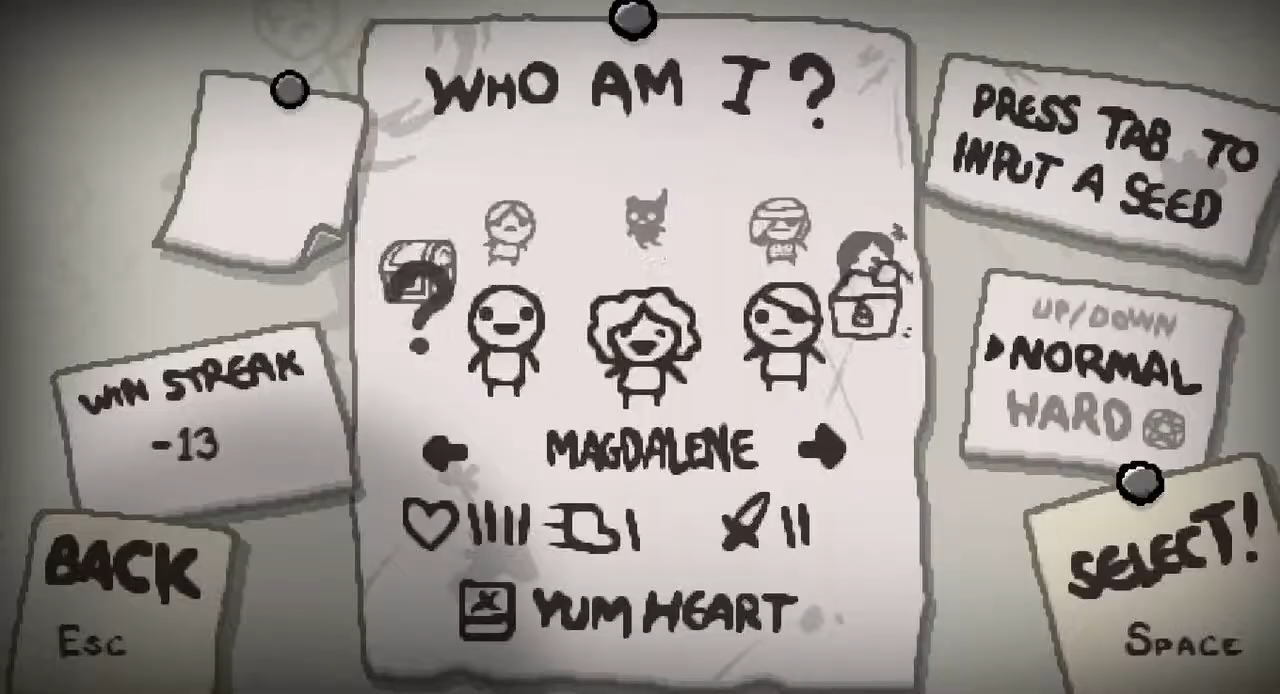 WHO AM I?
PRESS TAB TO
INPUT A SEED
?
WIN STREAK
-13
UP/DOWN
NORMAL
HARD
MAGDALENE
YUM HEART
BACK
ESC
SELECT!
SPACE